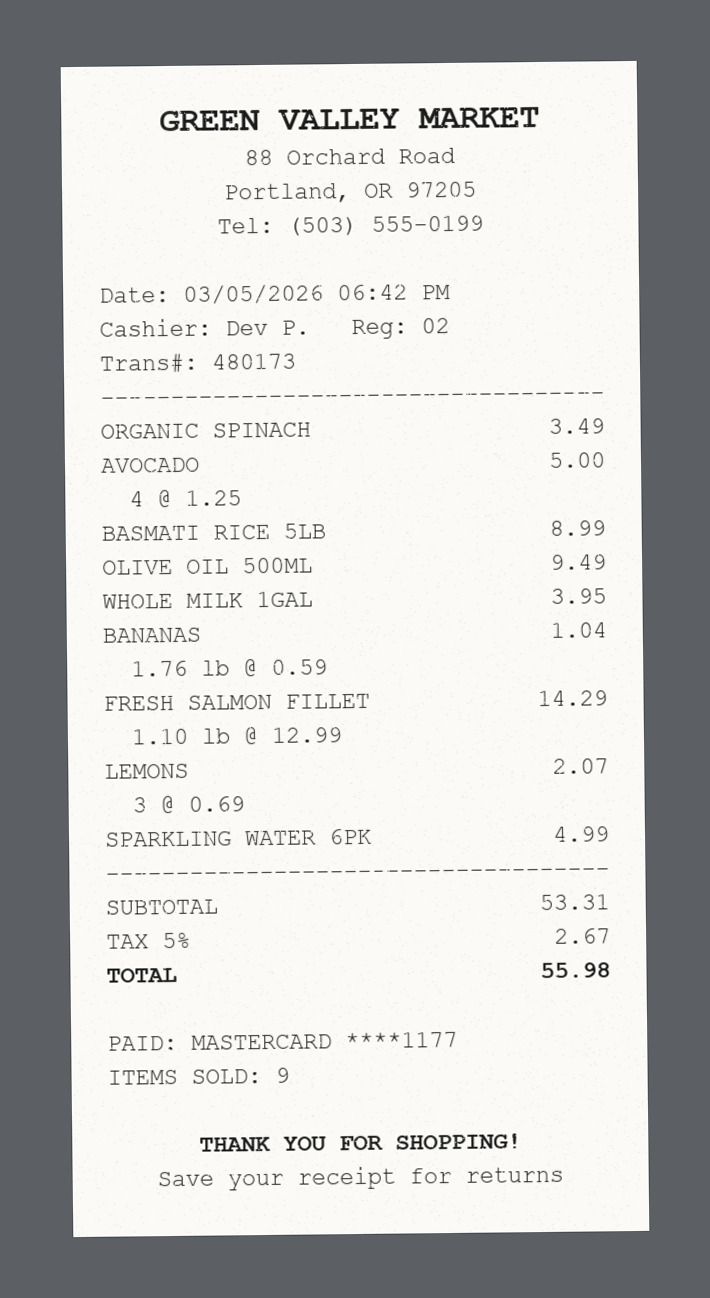 GREEN VALLEY MARKET
88 Orchard Road
Portland, OR 97205
Tel: (503) 555-0199
Date: 03/05/2026 06:42 PM
Cashier: Dev P.   Reg: 02
Trans#: 480173
------------------------------------
ORGANIC SPINACH 3.49
AVOCADO 5.00
4 @ 1.25
BASMATI RICE 5LB 8.99
OLIVE OIL 500ML 9.49
WHOLE MILK 1GAL 3.95
BANANAS 1.04
1.76 lb @ 0.59
FRESH SALMON FILLET 14.29
1.10 lb @ 12.99
LEMONS 2.07
3 @ 0.69
SPARKLING WATER 6PK 4.99
------------------------------------
SUBTOTAL 53.31
TAX 5% 2.67
TOTAL 55.98
PAID: MASTERCARD ****1177
ITEMS SOLD: 9
THANK YOU FOR SHOPPING!
Save your receipt for returns